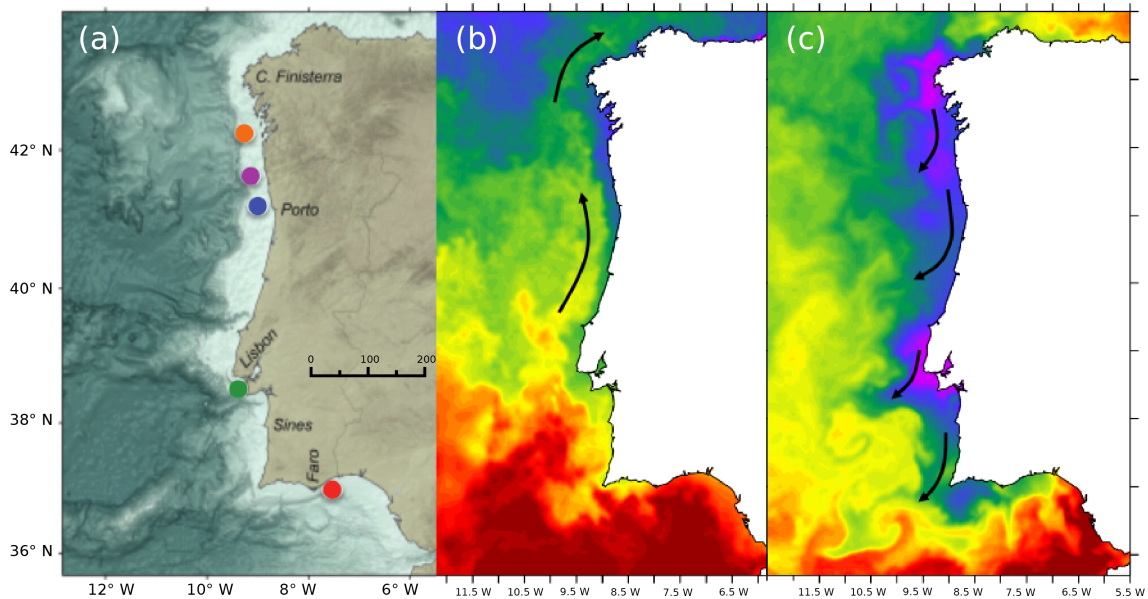 (a)
(b)
(c)
C. Finisterra
42° N
Porto
40° N
Lisbon
0 100 200
38° N
Sines
Faro
36° N
12° W 10° W 8° W 6° W
11.5 W 10.5 W 9.5 W 8.5 W 7.5 W 6.5 W
11.5 W 10.5 W 9.5 W 8.5 W 7.5 W 6.5 W 5.5 W